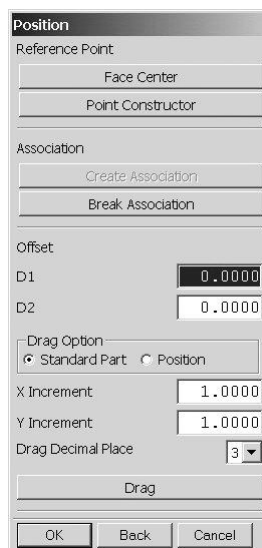 Position
Reference Point
Face Center
Point Constructor
Association
Create Association
Break Association
Offset
D1 0.0000
D2 0.0000
Drag Option
Standard Part Position
X Increment 1.0000
Y Increment 1.0000
Drag Decimal Place 3
Drag
OK Back Cancel